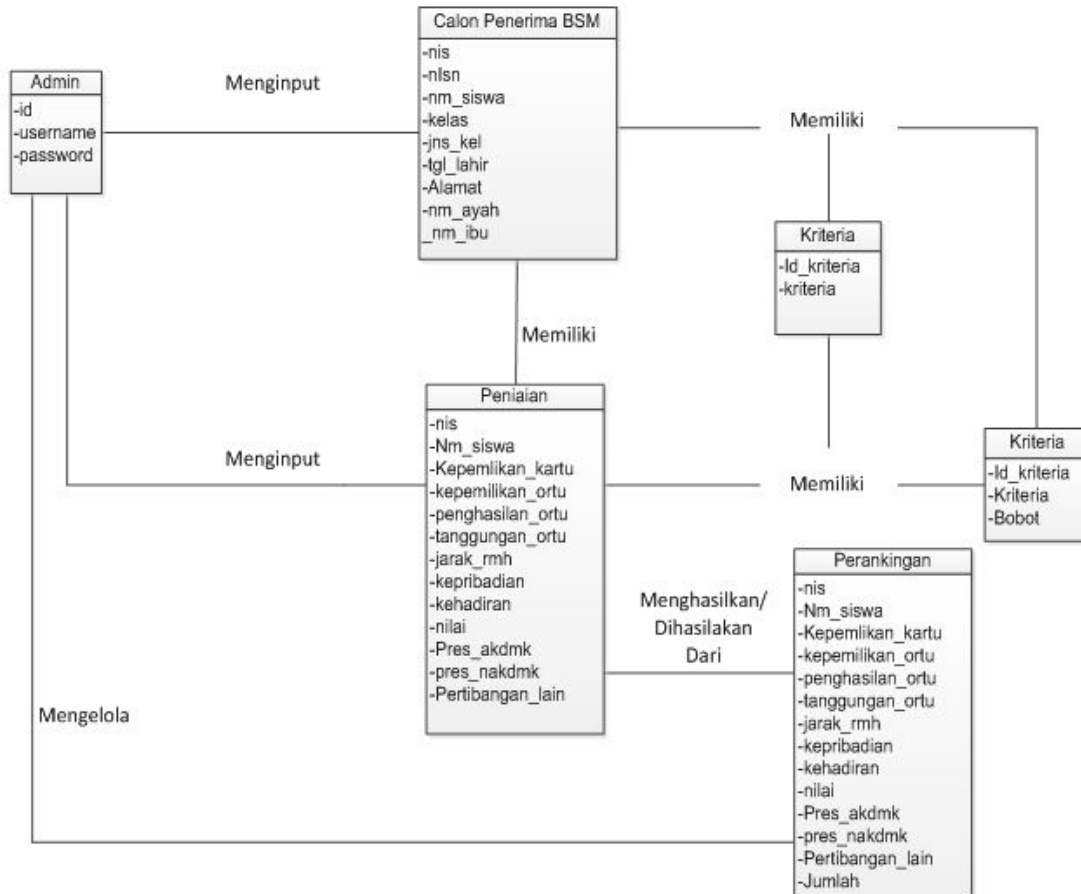 Calon Penerima BSM
-nis
-nlsn
-nm_siswa
-kelas
-jns_kel
-tgl_lahir
-Alamat
-nm_ayah
_nm_ibu
Admin
-id
-username
-password
Menginput
Memiliki
Kriteria
-Id_kriteria
-kriteria
Memiliki
Peniaian
-nis
-Nm_siswa
-Kepemlikan_kartu
-kepemilikan_ortu
-penghasilan_ortu
-tanggungan_ortu
-jarak_rmh
-kepribadian
-kehadiran
-nilai
-Pres_akdmk
-pres_nakdmk
-Pertibangan_lain
Menginput
Memiliki
Kriteria
-Id_kriteria
-Kriteria
-Bobot
Menghasilkan/
Dihasilakan
Dari
Perankingan
-nis
-Nm_siswa
-Kepemlikan_kartu
-kepemilikan_ortu
-penghasilan_ortu
-tanggungan_ortu
-jarak_rmh
-kepribadian
-kehadiran
-nilai
-Pres_akdmk
-pres_nakdmk
-Pertibangan_lain
-Jumlah
Mengelola